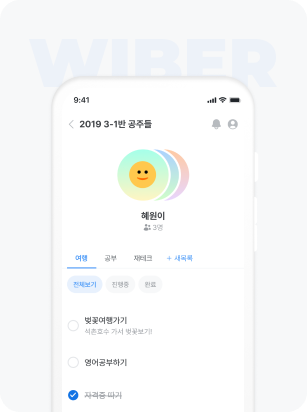 WIBER
9:41
2019 3-1반 공주들
혜원이
3명
여행 공부 재테크 + 새목록
전체보기 진행중 완료
벚꽃여행가기
석촌호수 가서 벚꽃보기!
영어공부하기
자격증 따기